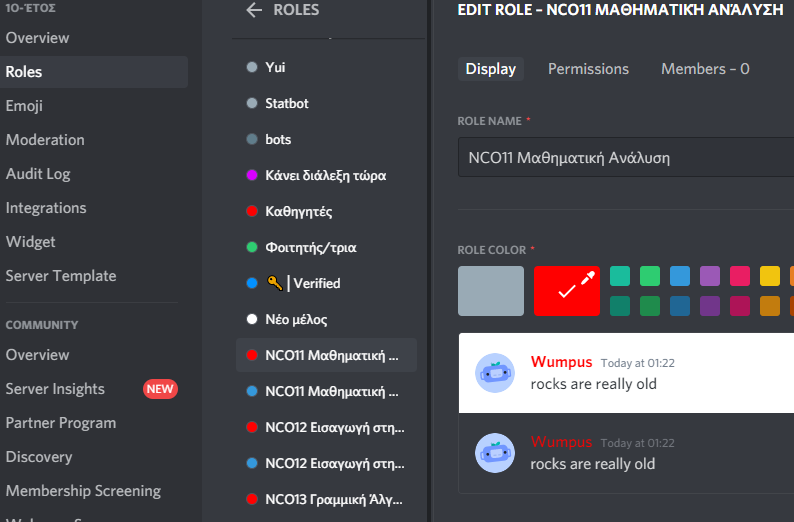 10-ΈΤΟΣ
Overview
Roles
Emoji
Moderation
Audit Log
Integrations
Widget
Server Template
COMMUNITY
Overview
Server Insights NEW
Partner Program
Discovery
Membership Screening
ROLES
Yui
Statbot
bots
Κάνει διάλεξη τώρα
Καθηγητές
Φοιτητής/τρια
| Verified
Νέο μέλος
NCO11 Μαθηματική ...
NCO11 Μαθηματική ...
NCO12 Εισαγωγή στη...
NCO12 Εισαγωγή στη...
NCO13 Γραμμική Άλγ...
EDIT ROLE – NCO11 ΜΑΘΗΜΑΤΙΚΉ ΑΝΆΛΥΣΗ
Display Permissions Members – 0
ROLE NAME *
NCO11 Μαθηματική Ανάλυση
ROLE COLOR *
Wumpus Today at 01:22
rocks are really old
Wumpus Today at 01:22
rocks are really old